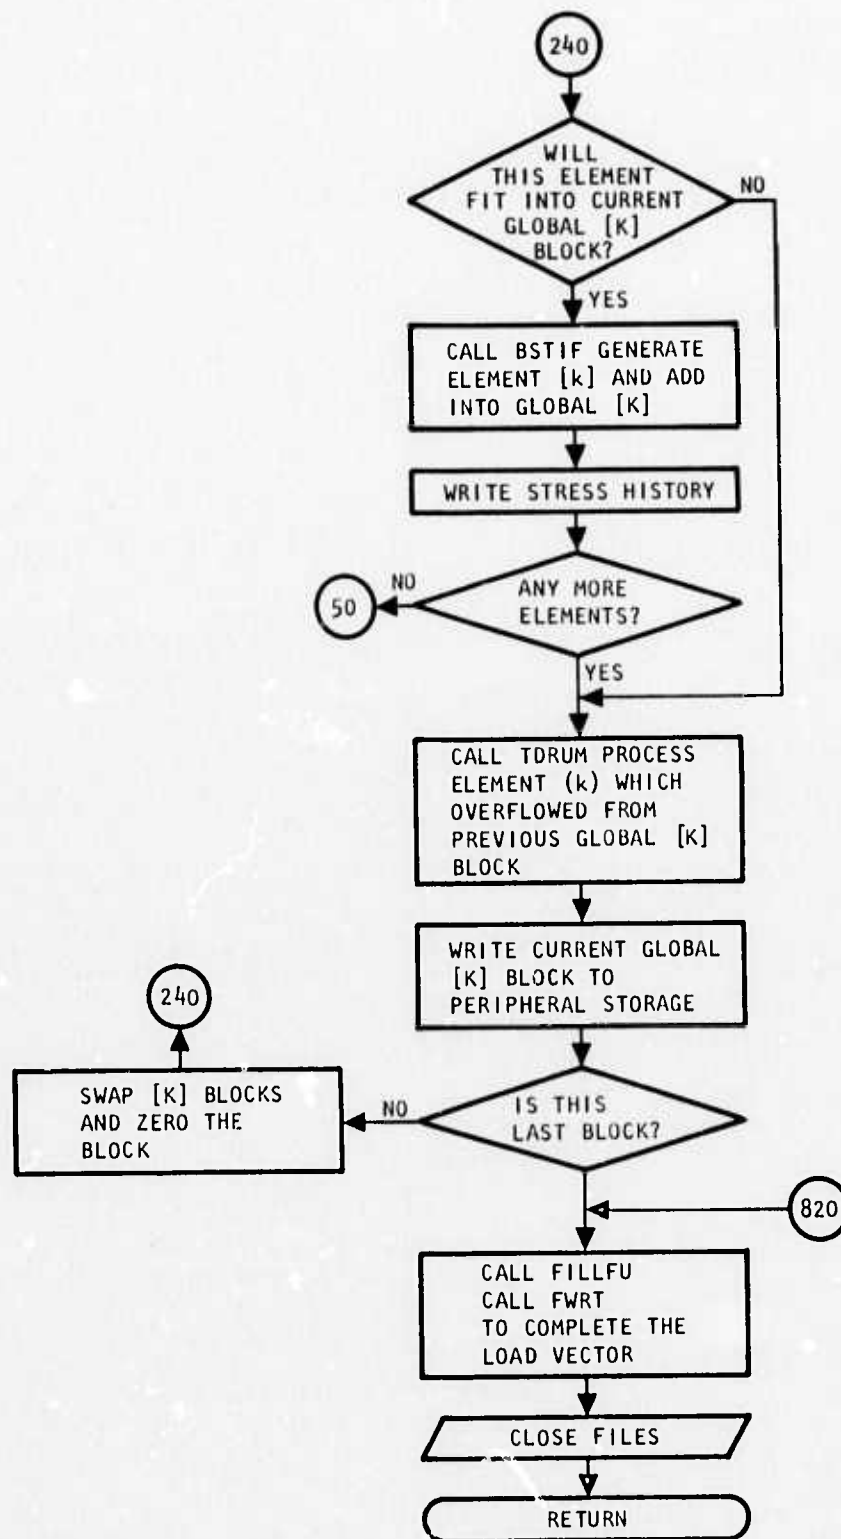 240
WILL
THIS ELEMENT
FIT INTO CURRENT
GLOBAL [K]
BLOCK?
NO
YES
CALL BSTIF GENERATE
ELEMENT [k] AND ADD
INTO GLOBAL [K]
WRITE STRESS HISTORY
ANY MORE
ELEMENTS?
NO
50
YES
CALL TDRUM PROCESS
ELEMENT (k) WHICH
OVERFLOWED FROM
PREVIOUS GLOBAL [K]
BLOCK
WRITE CURRENT GLOBAL
[K] BLOCK TO
PERIPHERAL STORAGE
240
SWAP [K] BLOCKS
AND ZERO THE
BLOCK
NO
IS THIS
LAST BLOCK?
820
CALL FILLFU
CALL FWRT
TO COMPLETE THE
LOAD VECTOR
CLOSE FILES
RETURN